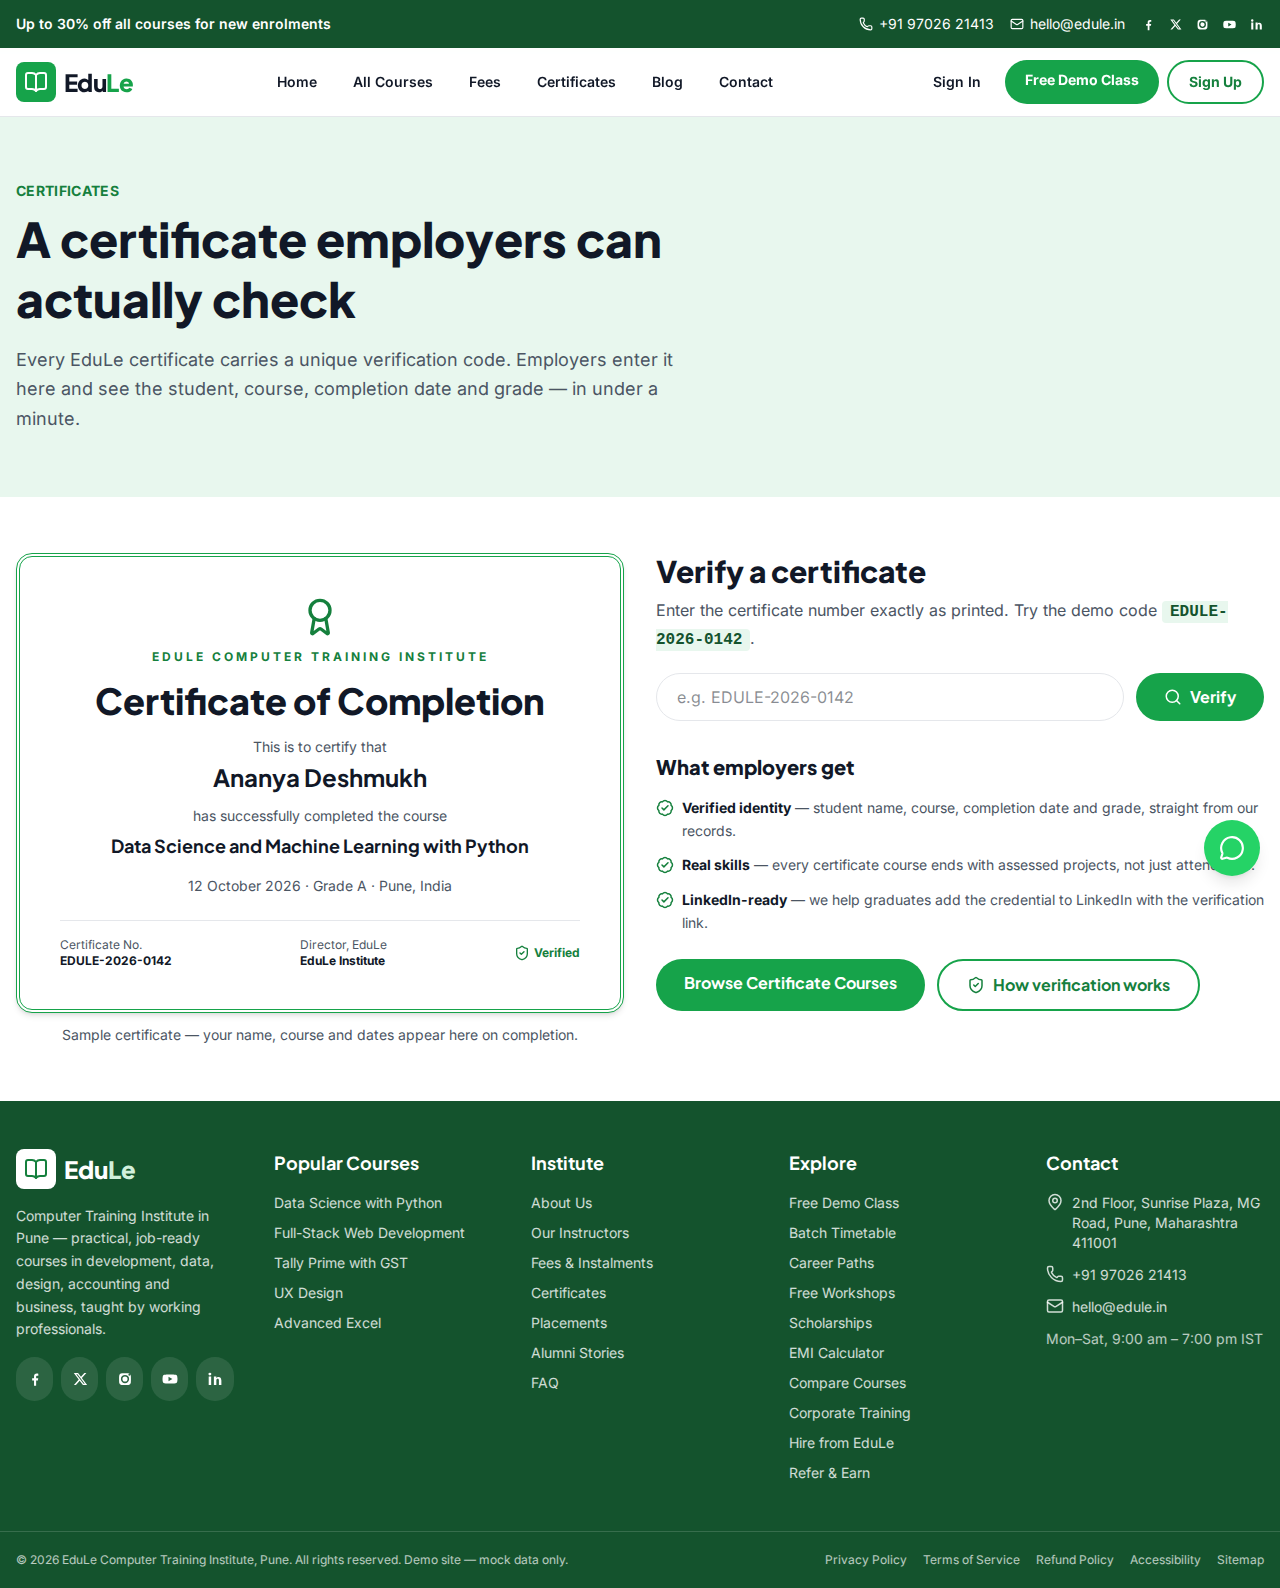 Up to 30% off all courses for new enrolments
+91 97026 21413
hello@edule.in
EduLe
Home
All Courses
Fees
Certificates
Blog
Contact
Sign In
Free Demo Class
Sign Up
CERTIFICATES
A certificate employers can
actually check
Every EduLe certificate carries a unique verification code. Employers enter it
here and see the student, course, completion date and grade — in under a
minute.
EDULE COMPUTER TRAINING INSTITUTE
Certificate of Completion
This is to certify that
Ananya Deshmukh
has successfully completed the course
Data Science and Machine Learning with Python
12 October 2026 · Grade A · Pune, India
Certificate No.
EDULE-2026-0142
Director, EduLe
EduLe Institute
Verified
Sample certificate — your name, course and dates appear here on completion.
Verify a certificate
Enter the certificate number exactly as printed. Try the demo code EDULE-
2026-0142.
e.g. EDULE-2026-0142
Verify
What employers get
Verified identity — student name, course, completion date and grade, straight from our
records.
Real skills — every certificate course ends with assessed projects, not just
LinkedIn-ready — we help graduates add the credential to LinkedIn with the verification
link.
Browse Certificate Courses
How verification works
EduLe
Computer Training Institute in
Pune — practical, job-ready
courses in development, data,
design, accounting and
business, taught by working
professionals.
Popular Courses
Data Science with Python
Full-Stack Web Development
Tally Prime with GST
UX Design
Advanced Excel
Institute
About Us
Our Instructors
Fees & Instalments
Certificates
Placements
Alumni Stories
FAQ
Explore
Free Demo Class
Batch Timetable
Career Paths
Free Workshops
Scholarships
EMI Calculator
Compare Courses
Corporate Training
Hire from EduLe
Refer & Earn
Contact
2nd Floor, Sunrise Plaza, MG
Road, Pune, Maharashtra
411001
+91 97026 21413
hello@edule.in
Mon–Sat, 9:00 am – 7:00 pm IST
© 2026 EduLe Computer Training Institute, Pune. All rights reserved. Demo site — mock data only.
Privacy Policy
Terms of Service
Refund Policy
Accessibility
Sitemap